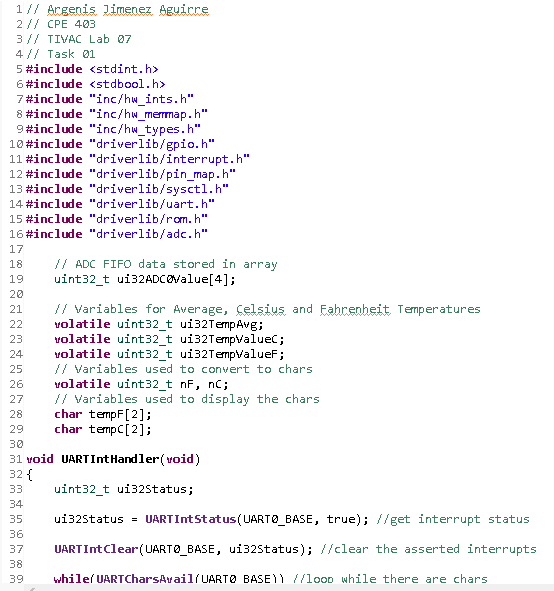 1 // Argenis Jimenez Aguirre
2 // CPE 403
3 // TIVAC Lab 07
4 // Task 01
5 #include <stdint.h>
6 #include <stdbool.h>
7 #include "inc/hw_ints.h"
8 #include "inc/hw_memmap.h"
9 #include "inc/hw_types.h"
10 #include "driverlib/gpio.h"
11 #include "driverlib/interrupt.h"
12 #include "driverlib/pin_map.h"
13 #include "driverlib/sysctl.h"
14 #include "driverlib/uart.h"
15 #include "driverlib/rom.h"
16 #include "driverlib/adc.h"
17
18     // ADC FIFO data stored in array
19     uint32_t ui32ADC0Value[4];
20
21     // Variables for Average, Celsius and Fahrenheit Temperatures
22     volatile uint32_t ui32TempAvg;
23     volatile uint32_t ui32TempValueC;
24     volatile uint32_t ui32TempValueF;
25     // Variables used to convert to chars
26     volatile uint32_t nF, nC;
27     // Variables used to display the chars
28     char tempF[2];
29     char tempC[2];
30
31 void UARTIntHandler(void)
32 {
33     uint32_t ui32Status;
34
35     ui32Status = UARTIntStatus(UART0_BASE, true); //get interrupt status
36
37     UARTIntClear(UART0_BASE, ui32Status); //clear the asserted interrupts
38
39     while(UARTCharsAvail(UART0_BASE)) //loop while there are chars